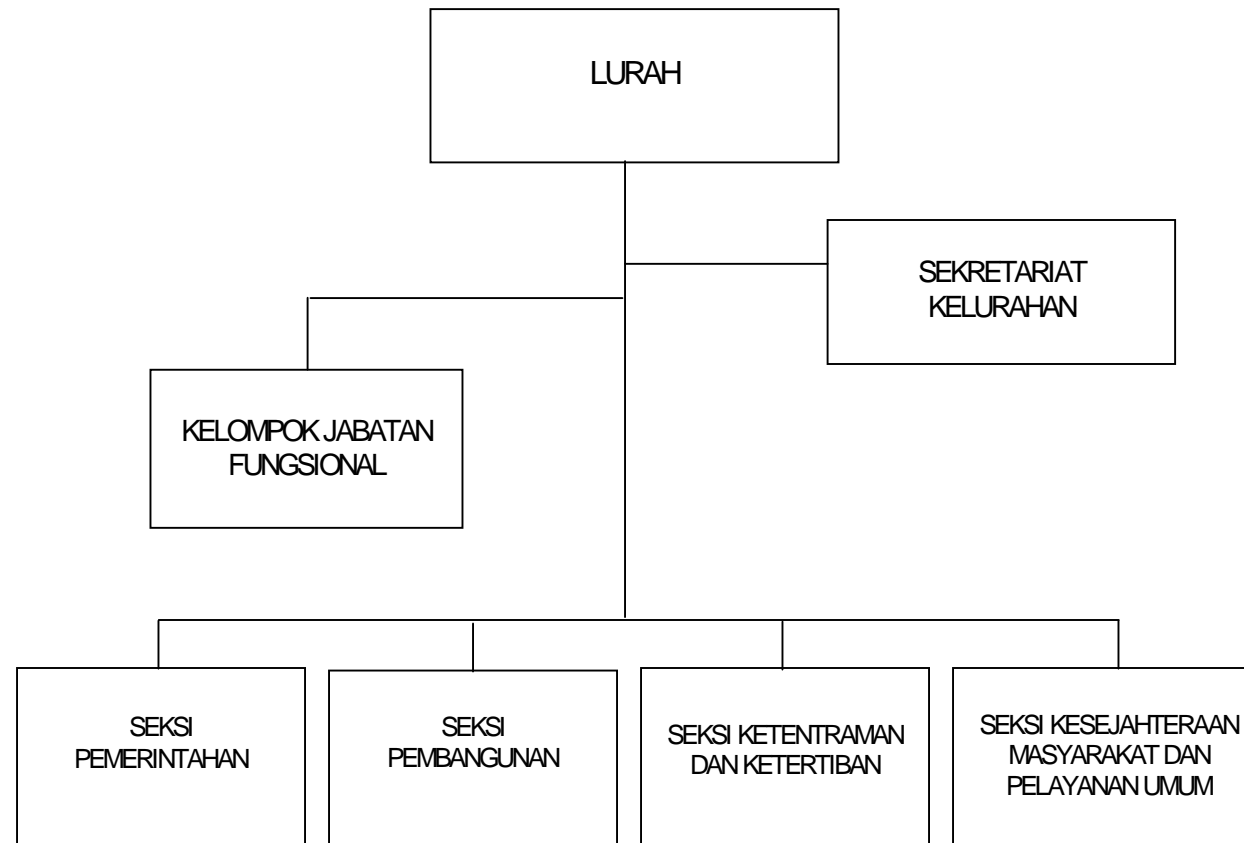 LURAH
SEKRETARIAT
KELURAHAN
KELOMPOK JABATAN
FUNGSIONAL
SEKSI
PEMERINTAHAN
SEKSI
PEMBANGUNAN
SEKSI KETENTRAMAN
DAN KETERTIBAN
SEKSI KESEJAHTERAAN
MASYARAKAT DAN
PELAYANAN UMUM